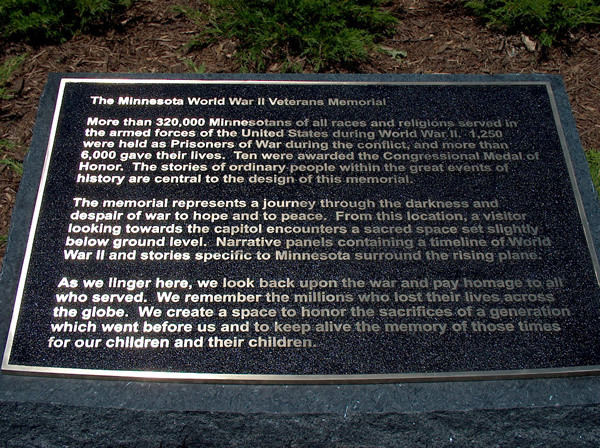 The Minnesota World War II Veterans Memorial
More than 320,000 Minnesotans of all races and religions served in
the armed forces of the United States during World War II. 1,250
were held as Prisoners of War during the conflict, and more than
6,000 gave their lives. Ten were awarded the Congressional Medal of
Honor. The stories of ordinary people within the great events of
history are central to the design of this memorial.
The memorial represents a journey through the darkness and
despair of war to hope and to peace. From this location, a visitor
looking towards the capitol encounters a sacred space set slightly
below ground level. Narrative panels containing a timeline of World
War II and stories specific to Minnesota surround the rising plane.
As we linger here, we look back upon the war and pay homage to all
who served. We remember the millions who lost their lives across
the globe. We create a space to honor the sacrifices of a generation
which went before us and to keep alive the memory of those times
for our children and their children.